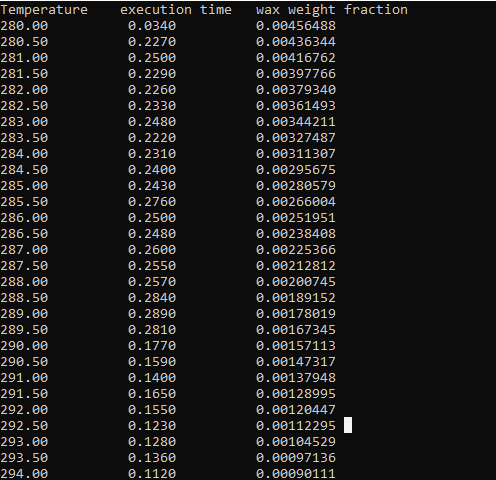 Temperature    execution time   wax weight fraction
280.00          0.0340          0.00456488
280.50          0.2270          0.00436344
281.00          0.2500          0.00416762
281.50          0.2290          0.00397766
282.00          0.2260          0.00379340
282.50          0.2330          0.00361493
283.00          0.2480          0.00344211
283.50          0.2220          0.00327487
284.00          0.2310          0.00311307
284.50          0.2400          0.00295675
285.00          0.2430          0.00280579
285.50          0.2760          0.00266004
286.00          0.2500          0.00251951
286.50          0.2480          0.00238408
287.00          0.2600          0.00225366
287.50          0.2550          0.00212812
288.00          0.2570          0.00200745
288.50          0.2840          0.00189152
289.00          0.2890          0.00178019
289.50          0.2810          0.00167345
290.00          0.1770          0.00157113
290.50          0.1590          0.00147317
291.00          0.1400          0.00137948
291.50          0.1650          0.00128995
292.00          0.1550          0.00120447
292.50          0.1230          0.00112295
293.00          0.1280          0.00104529
293.50          0.1360          0.00097136
294.00          0.1120          0.00090111